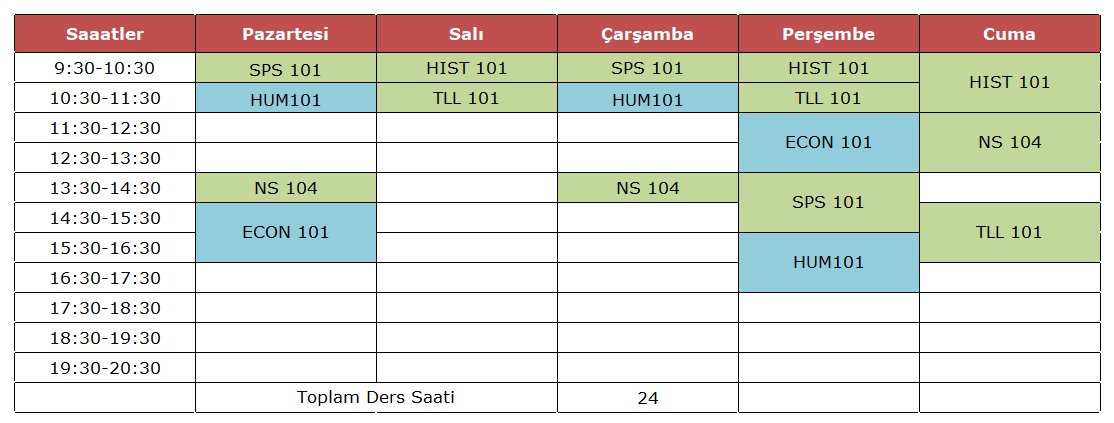 Saaatler Pazartesi Salı Çarşamba Perşembe Cuma
9:30-10:30 SPS 101 HIST 101 SPS 101 HIST 101 HIST 101
10:30-11:30 HUM101 TLL 101 HUM101 TLL 101
11:30-12:30 ECON 101 NS 104
12:30-13:30
13:30-14:30 NS 104 NS 104 SPS 101
14:30-15:30 ECON 101 TLL 101
15:30-16:30 HUM101
16:30-17:30
17:30-18:30
18:30-19:30
19:30-20:30
Toplam Ders Saati 24